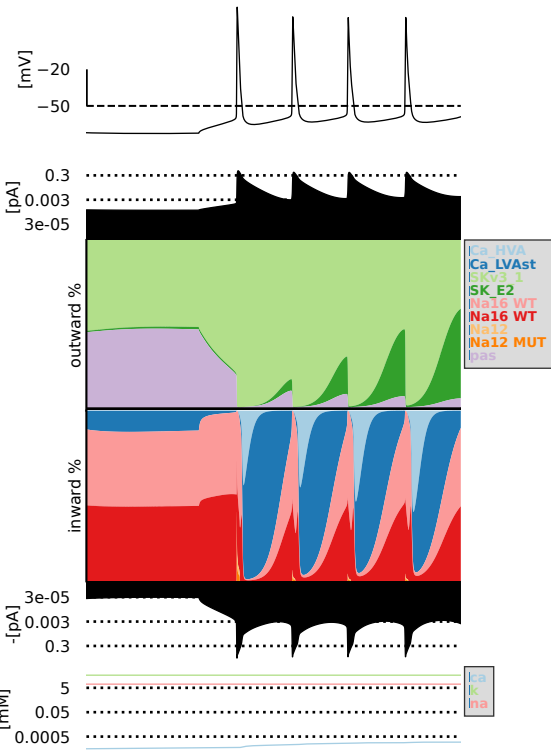 [mV]
−20
−50
[pA]
0.3
0.003
3e-05
outward %
Ca_HVA
Ca_LVAst
SKv3_1
SK_E2
Na16 WT
Na16 WT
Na12
Na12 MUT
pas
inward %
-[pA]
3e-05
0.003
0.3
[mM]
5
0.05
0.0005
ca
k
na